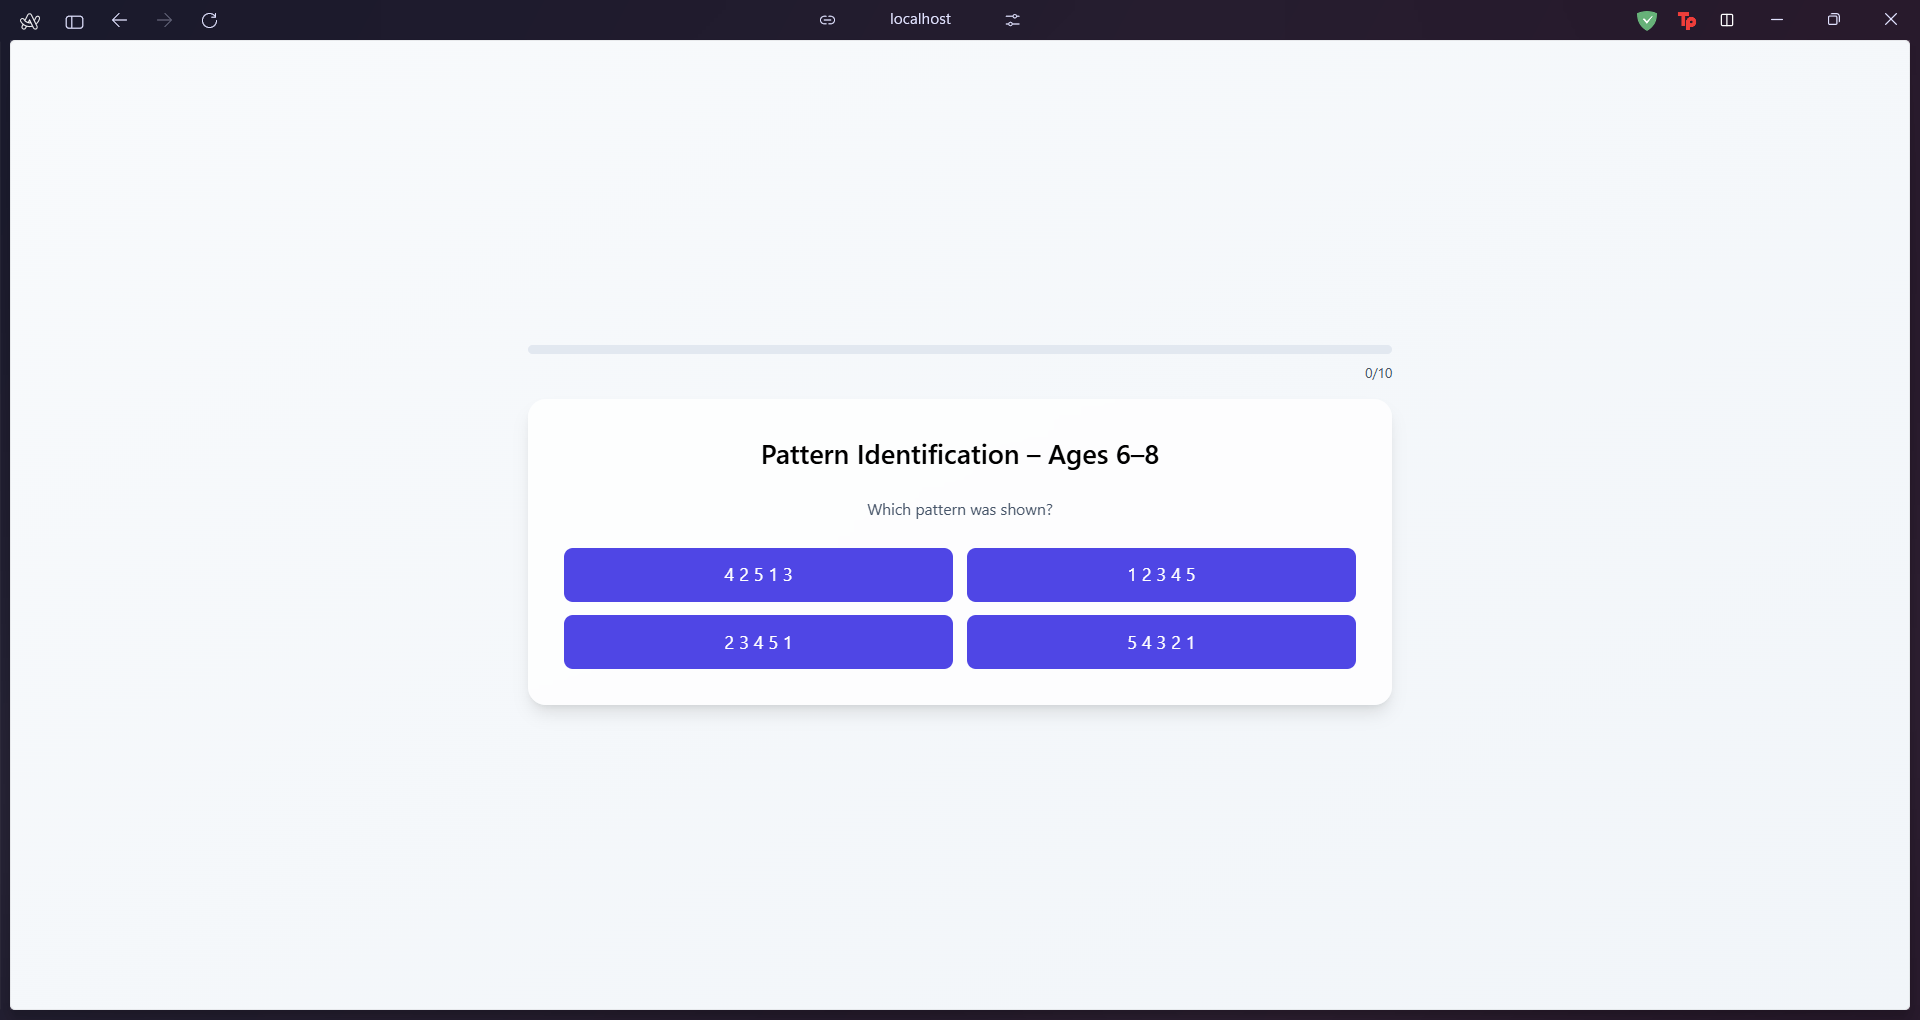 localhost
Tp
0/10
Pattern Identification – Ages 6–8
Which pattern was shown?
4 2 5 1 3
1 2 3 4 5
2 3 4 5 1
5 4 3 2 1